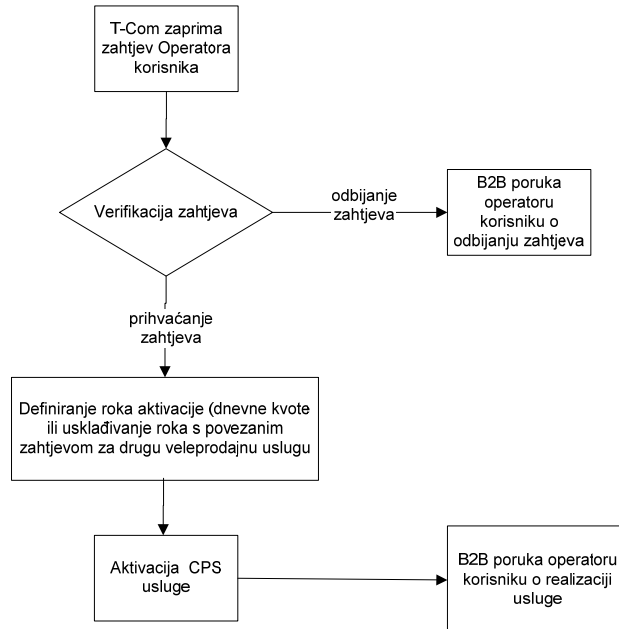 T-Com zaprima
zahtjev Operatora
korisnika
Verifikacija zahtjeva
odbijanje
zahtjeva
B2B poruka
operatoru
korisniku o
odbijanju zahtjeva
prihvaćanje
zahtjeva
Definiranje roka aktivacije (dnevne kvote
ili usklađivanje roka s povezanim
zahtjevom za drugu veleprodajnu uslugu
Aktivacija CPS
usluge
B2B poruka operatoru
korisniku o realizaciji
usluge